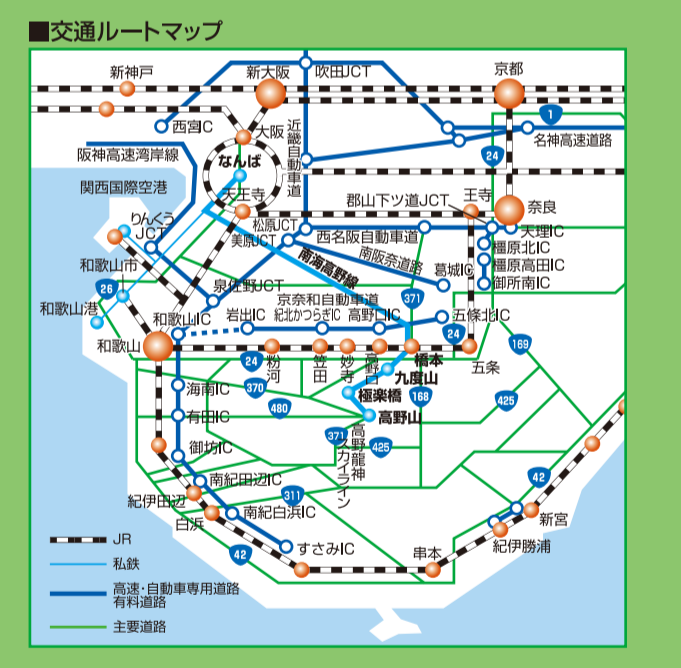 ■交通ルートマップ
新神戸
新大阪
吹田JCT
京都
西宮IC
大阪
近畿自動車道
1
名神高速道路
24
阪神高速湾岸線
なんば
関西国際空港
天王寺
郡山下ツ道JCT
王寺
奈良
りんくう
JCT
松原JCT
美原JCT
西名阪自動車道
天理IC
橿原北IC
橿原高田IC
御所南IC
南阪奈道路
葛城IC
南海高野線
和歌山市
26
泉佐野JCT
371
和歌山港
和歌山IC
京奈和自動車道
岩出IC
紀北かつらぎIC
高野口IC
五條北IC
24
169
和歌山
24
粉河
笠田
妙寺
高野口
橋本
五条
九度山
370
極楽橋
168
425
海南IC
480
高野山
有田IC
371
高野龍神
スカイライン
425
御坊IC
南紀田辺IC
42
紀伊田辺
311
白浜
南紀白浜IC
新宮
紀伊勝浦
42
すさみIC
串本
JR
私鉄
高速・自動車専用道路
有料道路
主要道路